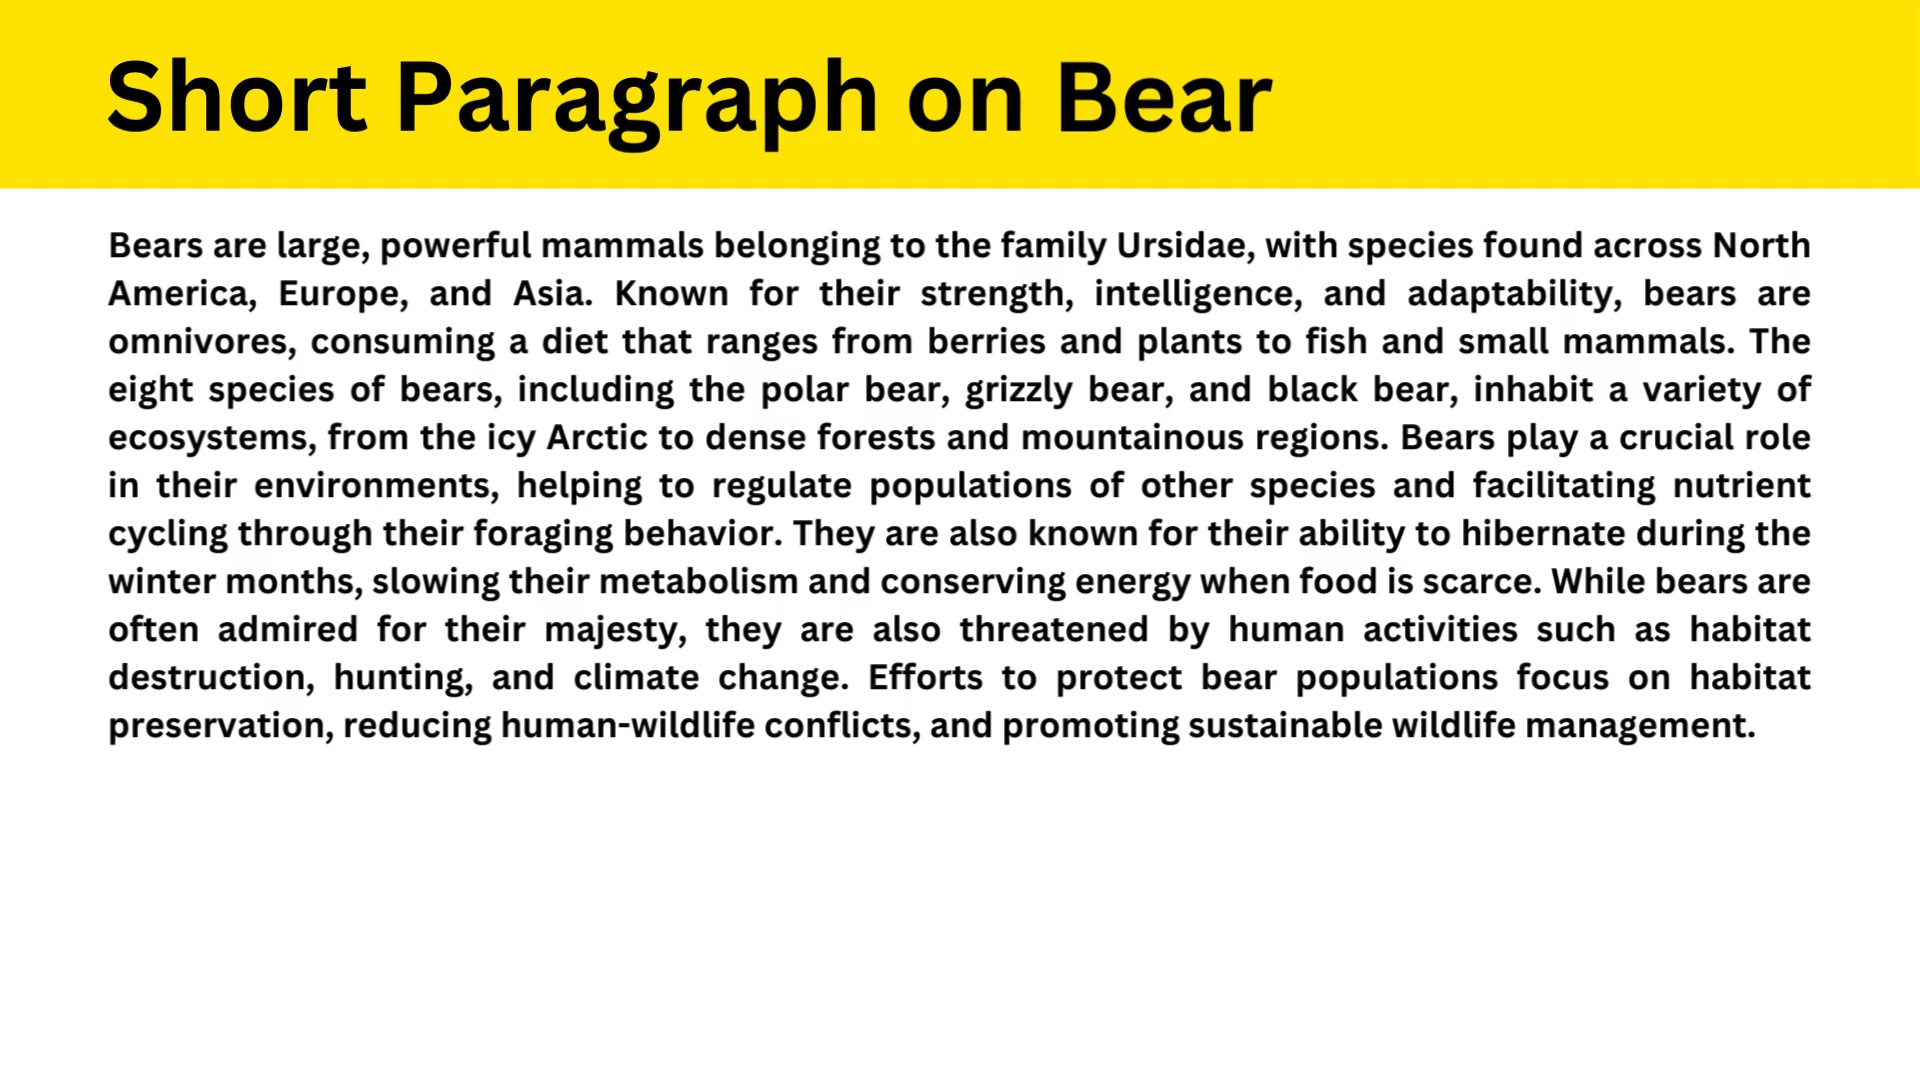 Short Paragraph on Bear
Bears are large, powerful mammals belonging to the family Ursidae, with species found across North
America, Europe, and Asia. Known for their strength, intelligence, and adaptability, bears are
omnivores, consuming a diet that ranges from berries and plants to fish and small mammals. The
eight species of bears, including the polar bear, grizzly bear, and black bear, inhabit a variety of
ecosystems, from the icy Arctic to dense forests and mountainous regions. Bears play a crucial role
in their environments, helping to regulate populations of other species and facilitating nutrient
cycling through their foraging behavior. They are also known for their ability to hibernate during the
winter months, slowing their metabolism and conserving energy when food is scarce. While bears are
often admired for their majesty, they are also threatened by human activities such as habitat
destruction, hunting, and climate change. Efforts to protect bear populations focus on habitat
preservation, reducing human-wildlife conflicts, and promoting sustainable wildlife management.